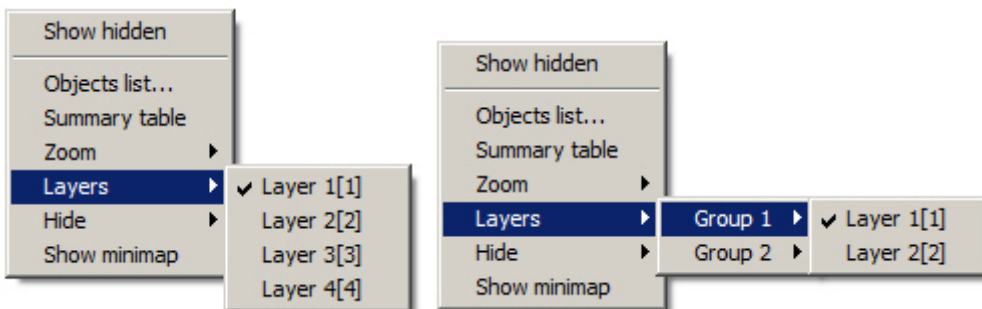 Show hidden
Objects list...
Summary table
Zoom
Layers
Hide
Show minimap
Layer 1[1]
Layer 2[2]
Layer 3[3]
Layer 4[4]
Show hidden
Objects list...
Summary table
Zoom
Layers
Hide
Show minimap
Group 1
Group 2
Layer 1[1]
Layer 2[2]